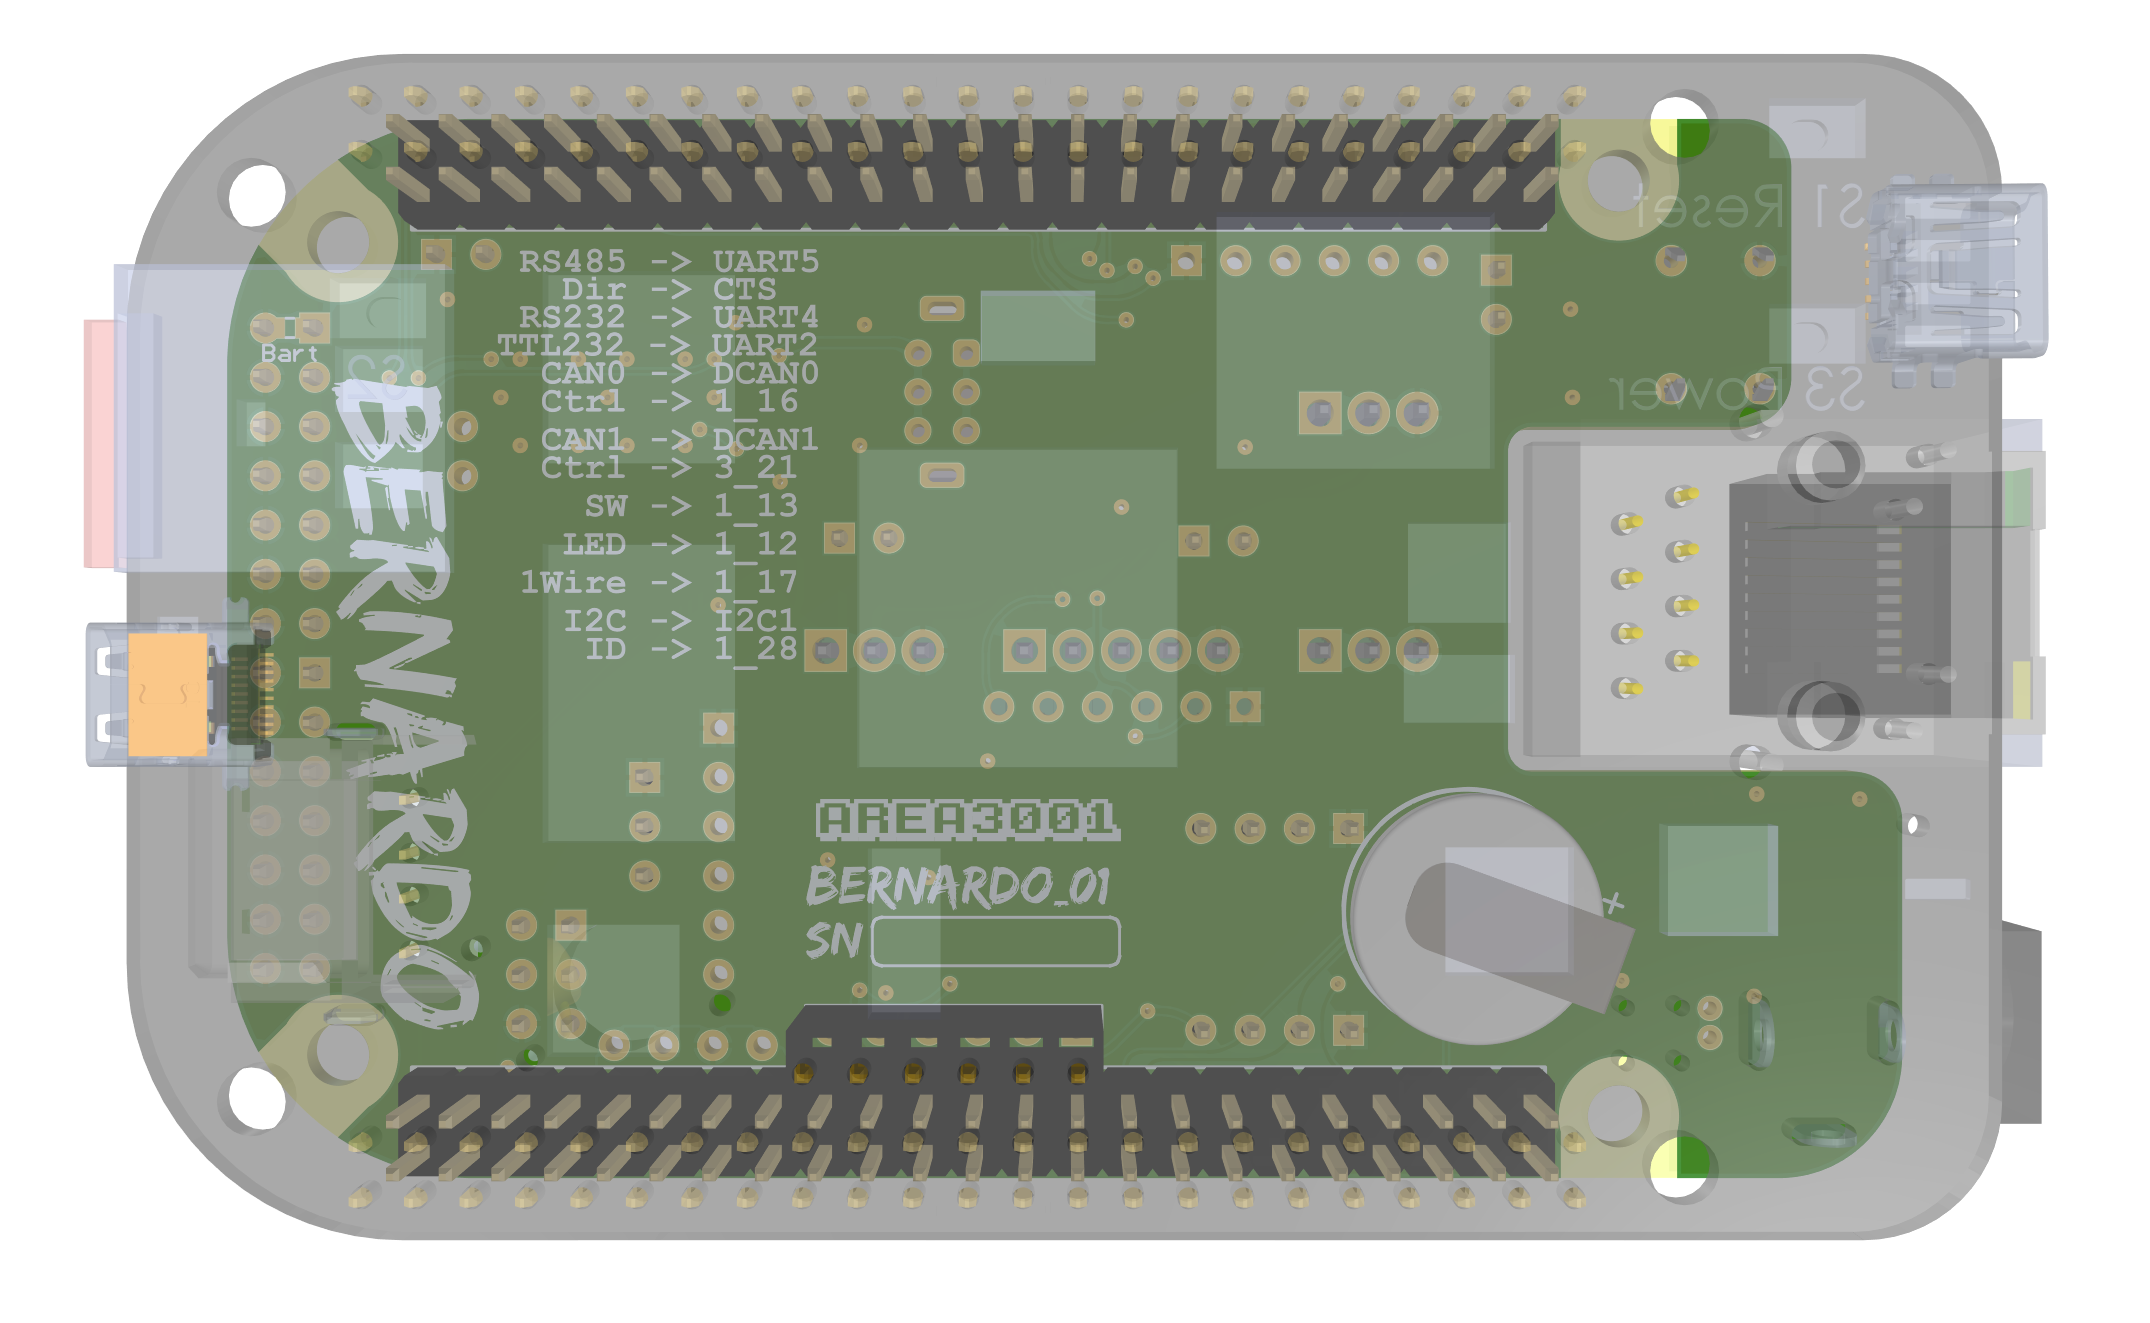 S1 Reset
RS485 -> UART5
Dir -> CTS
RS232 -> UART4
TTL232 -> UART2
CAN0 -> DCAN0
Ctrl -> 1_16
CAN1 -> DCAN1
Ctrl -> 3_21
SW -> 1_13
LED -> 1_12
1Wire -> 1_17
I2C -> I2C1
ID -> 1_28
Bart
S2
S3 Power
BERNARDO
AREA3001
BERNARDO_01
SN
+